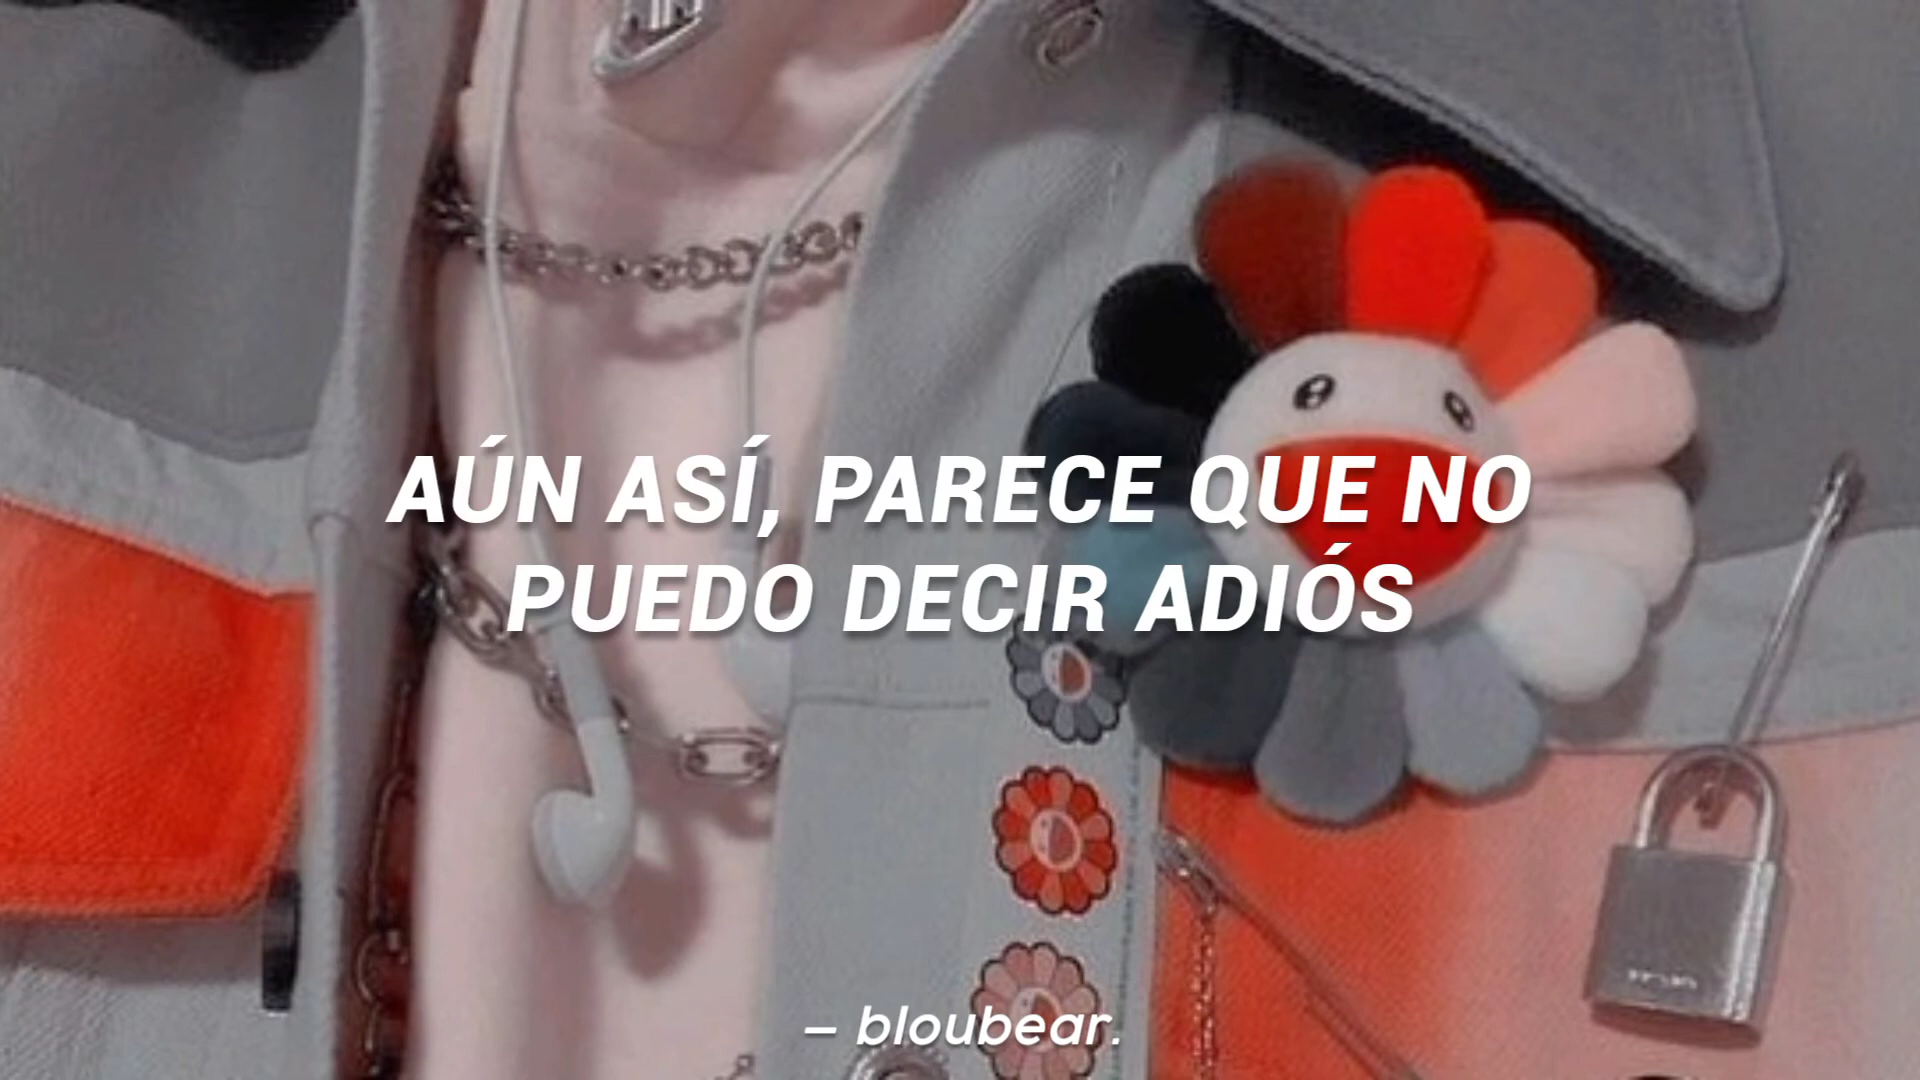 AÚN ASÍ, PARECE QUE NO
PUEDO DECIR ADIÓS
– bloubear.